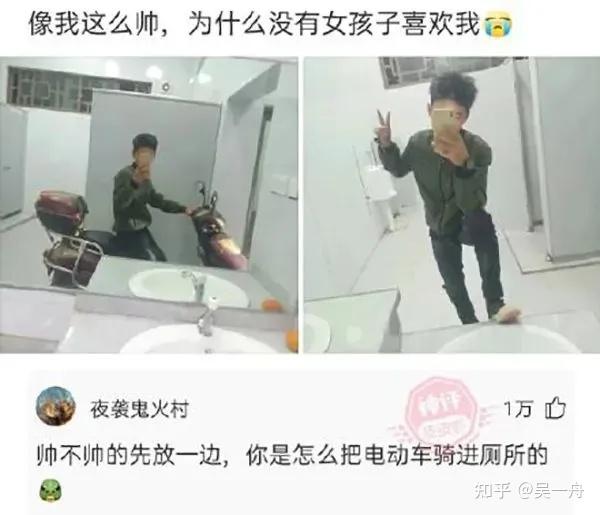 像我这么帅，为什么没有女孩子喜欢我😭
夜袭鬼火村
神评
1万
帅不帅的先放一边，你是怎么把电动车骑进厕所的
知乎 @吴一舟